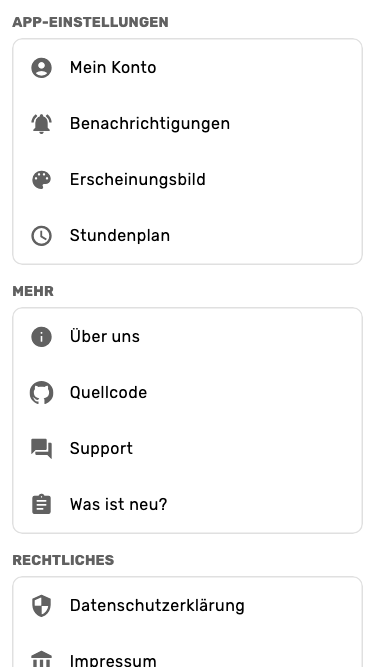 APP-EINSTELLUNGEN
Mein Konto
Benachrichtigungen
Erscheinungsbild
Stundenplan
MEHR
Über uns
Quellcode
Support
Was ist neu?
RECHTLICHES
Datenschutzerklärung
Impressum